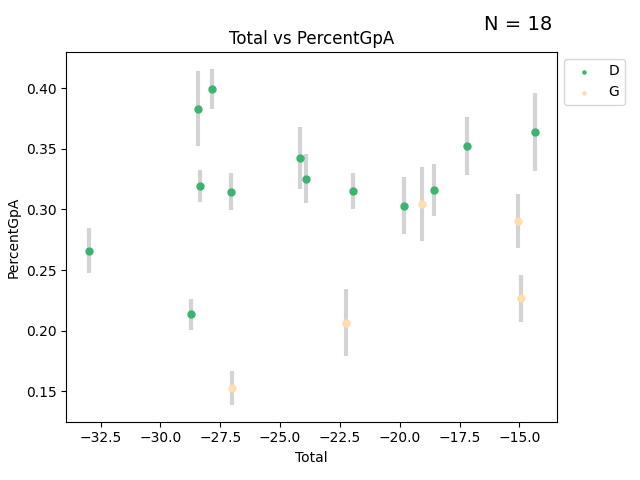 N = 18
Total vs PercentGpA
D
G
PercentGpA
0.40
0.35
0.30
0.25
0.20
0.15
−32.5 −30.0 −27.5 −25.0 −22.5 −20.0 −17.5 −15.0
Total